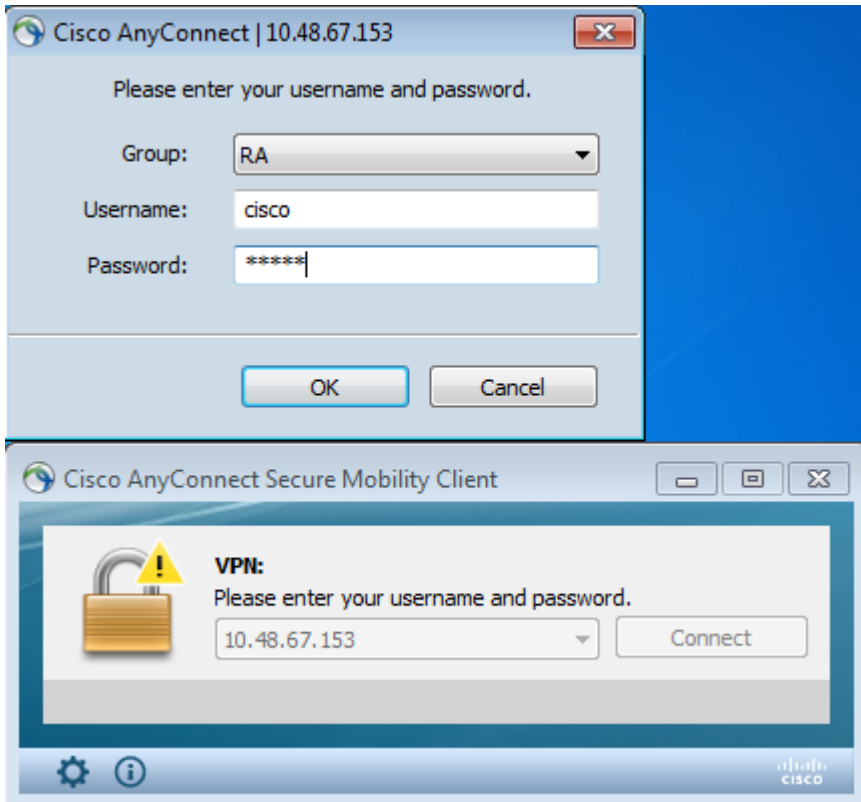 Cisco AnyConnect | 10.48.67.153
Please enter your username and password.
Group: RA
Username: cisco
Password: *****
OK Cancel
Cisco AnyConnect Secure Mobility Client
VPN:
Please enter your username and password.
10.48.67.153 Connect
CISCO